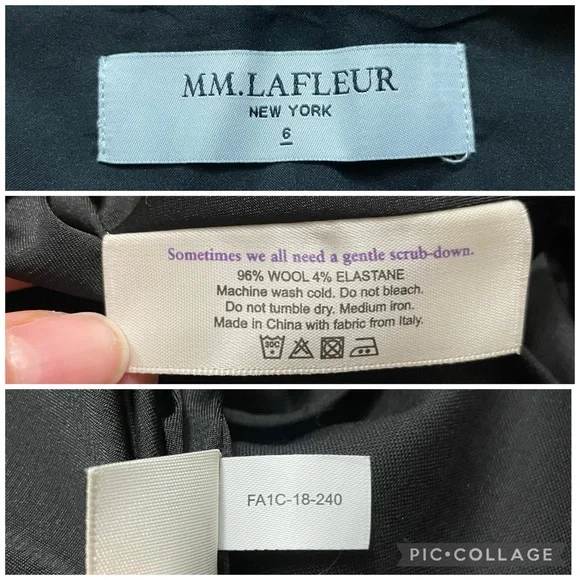 MM.LAFLEUR
NEW YORK
6
Sometimes we all need a gentle scrub-down.
96% WOOL 4% ELASTANE
Machine wash cold. Do not bleach.
Do not tumble dry. Medium iron.
Made in China with fabric from Italy.
30C
FA1C-18-240
PIC•COLLAGE